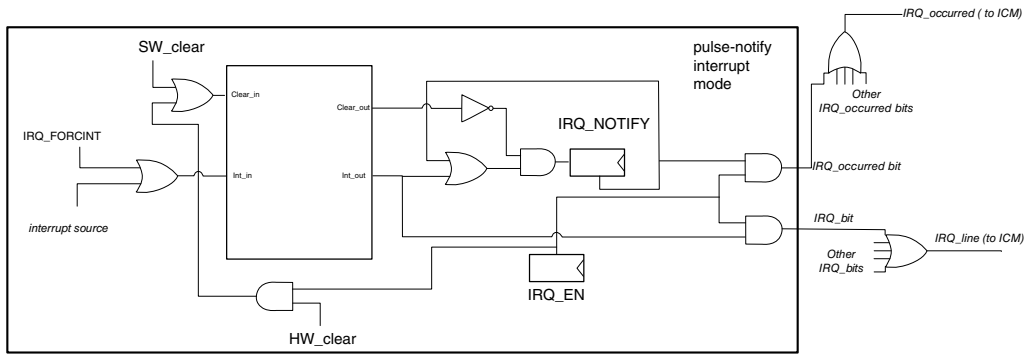 IRQ_occurred ( to ICM)
SW_clear
pulse-notify
interrupt
mode
Other
IRQ_occurred bits
Clear_in
Clear_out
IRQ_NOTIFY
IRQ_FORCINT
IRQ_occurred bit
Int_in
Int_out
interrupt source
IRQ_bit
IRQ_line (to ICM)
Other
IRQ_bits
IRQ_EN
HW_clear